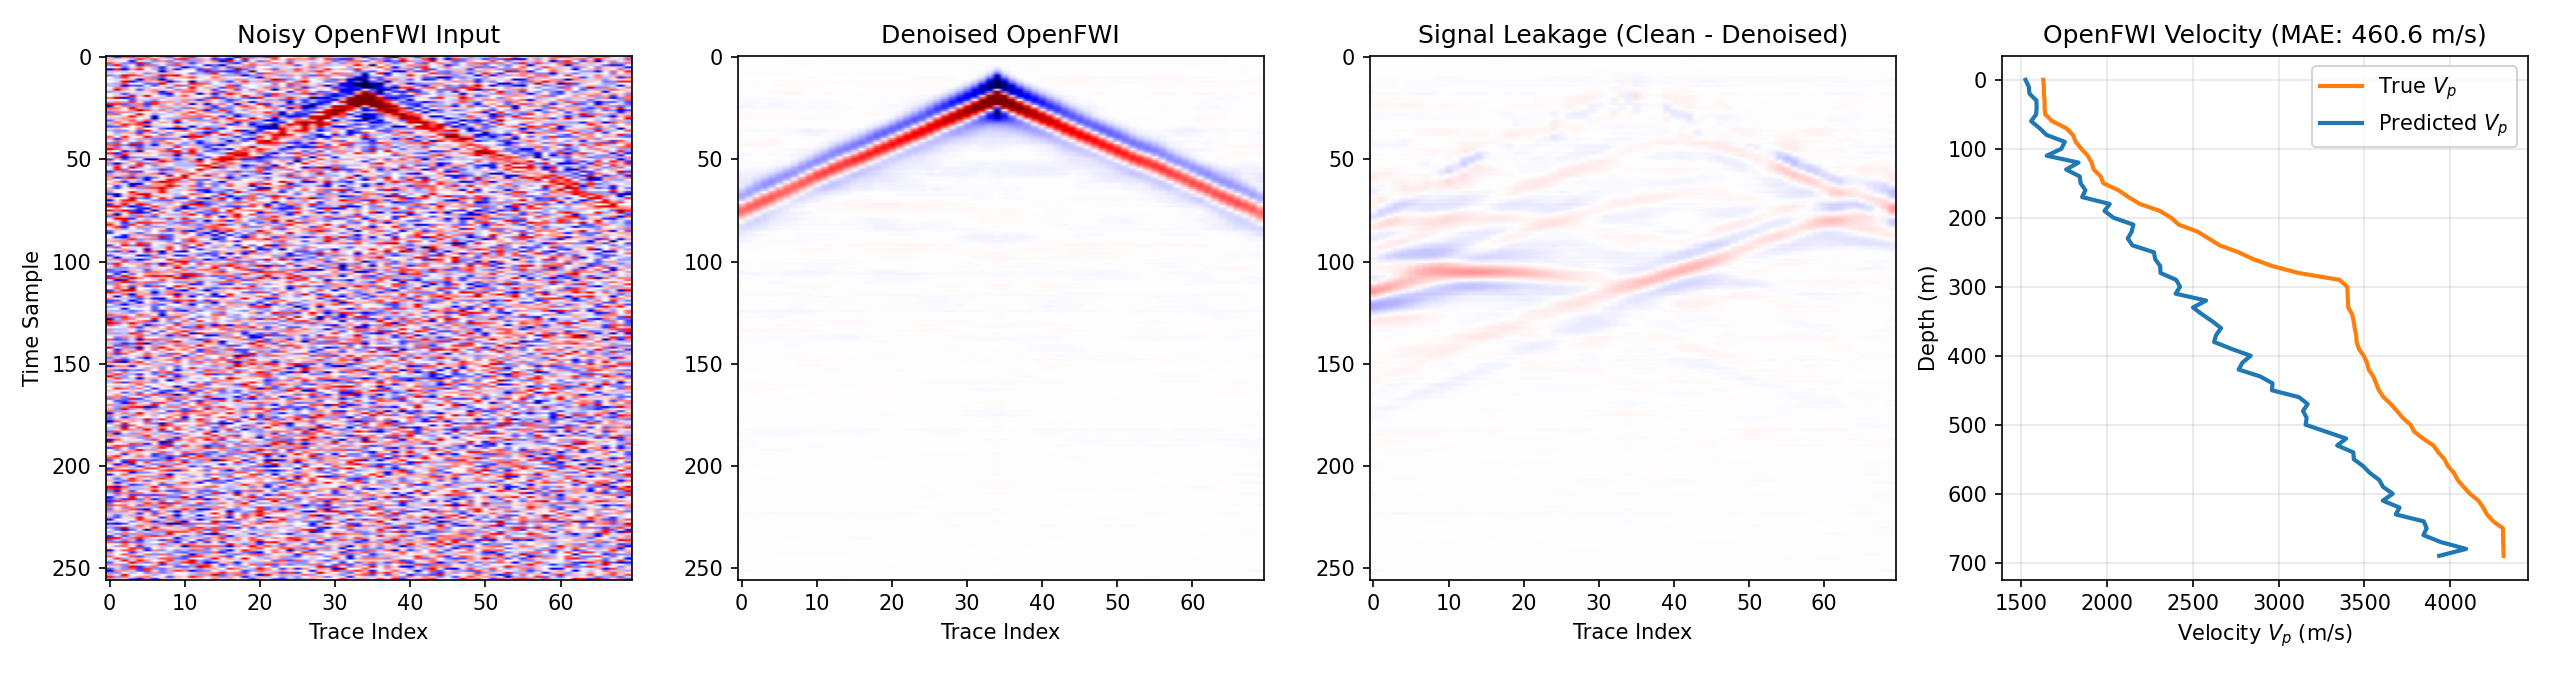 Noisy OpenFWI Input
0
50
100
150
200
250
Time Sample
0 10 20 30 40 50 60
Trace Index
Denoised OpenFWI
0
50
100
150
200
250
0 10 20 30 40 50 60
Trace Index
Signal Leakage (Clean - Denoised)
0
50
100
150
200
250
0 10 20 30 40 50 60
Trace Index
OpenFWI Velocity (MAE: 460.6 m/s)
True Vp
Predicted Vp
0
100
200
300
400
500
600
700
Depth (m)
1500 2000 2500 3000 3500 4000
Velocity Vp (m/s)